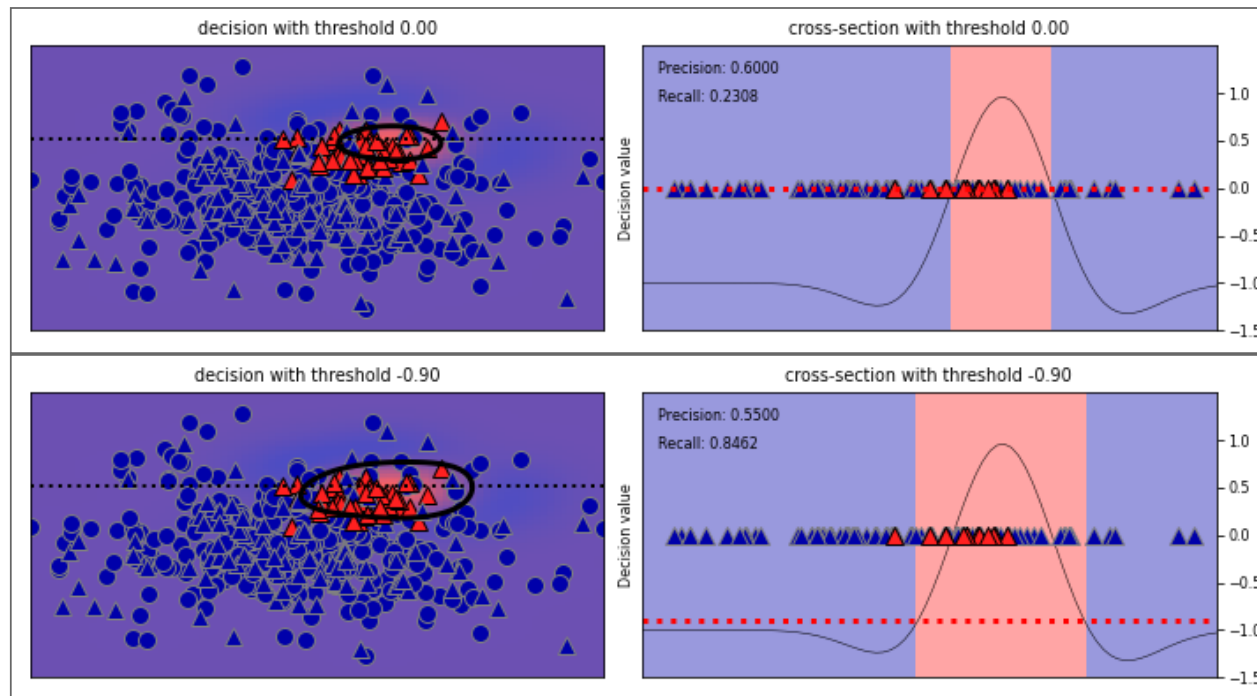 decision with threshold 0.00
cross-section with threshold 0.00
Precision: 0.6000
Recall: 0.2308
Decision value
1.0
0.5
0.0
−0.5
−1.0
−1.5
decision with threshold -0.90
cross-section with threshold -0.90
Precision: 0.5500
Recall: 0.8462
Decision value
1.0
0.5
0.0
−0.5
−1.0
−1.5